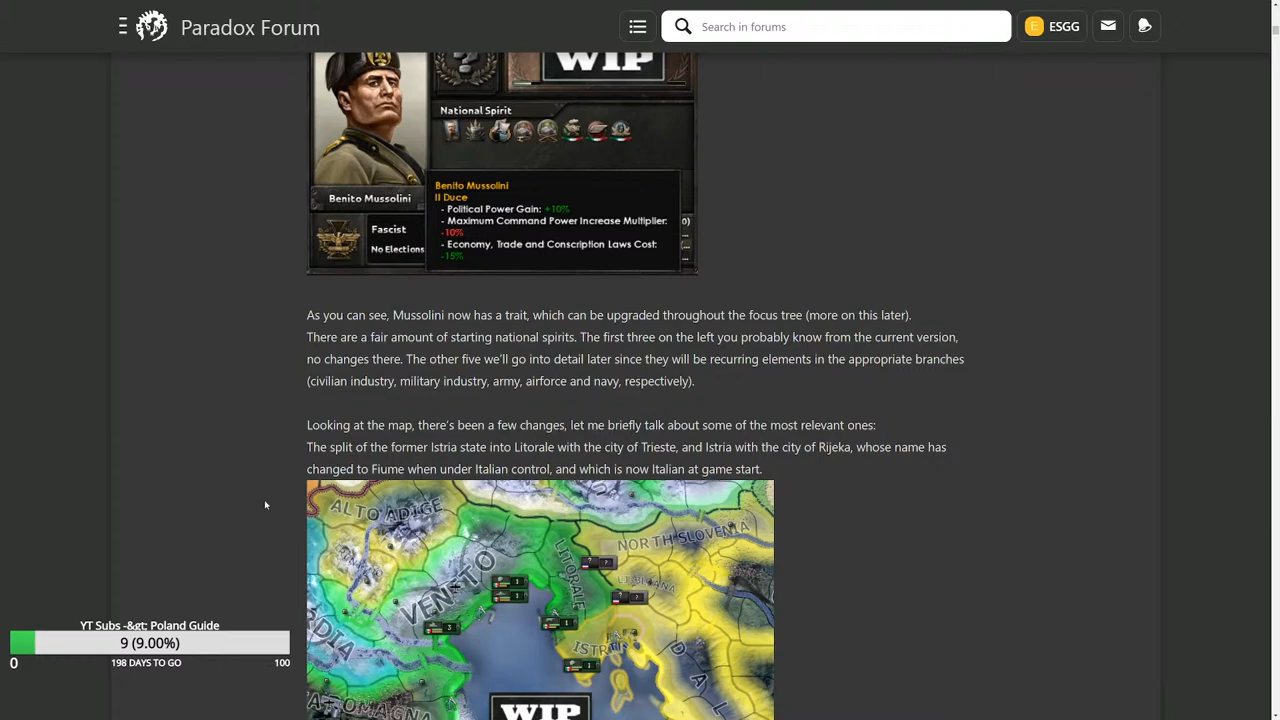 Paradox Forum
Search in forums
E
ESGG
WIP
National Spirit
Benito Mussolini
Il Duce
- Political Power Gain: +10%
- Maximum Command Power Increase Multiplier:
-10%
- Economy, Trade and Conscription Laws Cost:
-15%
Benito Mussolini
Fascist
No Elections
As you can see, Mussolini now has a trait, which can be upgraded throughout the focus tree (more on this later).
There are a fair amount of starting national spirits. The first three on the left you probably know from the current version,
no changes there. The other five we'll go into detail later since they will be recurring elements in the appropriate branches
(civilian industry, military industry, army, airforce and navy, respectively).
Looking at the map, there's been a few changes, let me briefly talk about some of the most relevant ones:
The split of the former Istria state into Litorale with the city of Trieste, and Istria with the city of Rijeka, whose name has
changed to Fiume when under Italian control, and which is now Italian at game start.
ALTO ADIGE
NORTH SLOVENIA
LITORALE
VENETO
1
1
3
1
1
WIP
YT Subs -&gt: Poland Guide
9 (9.00%)
0
198 DAYS TO GO
100